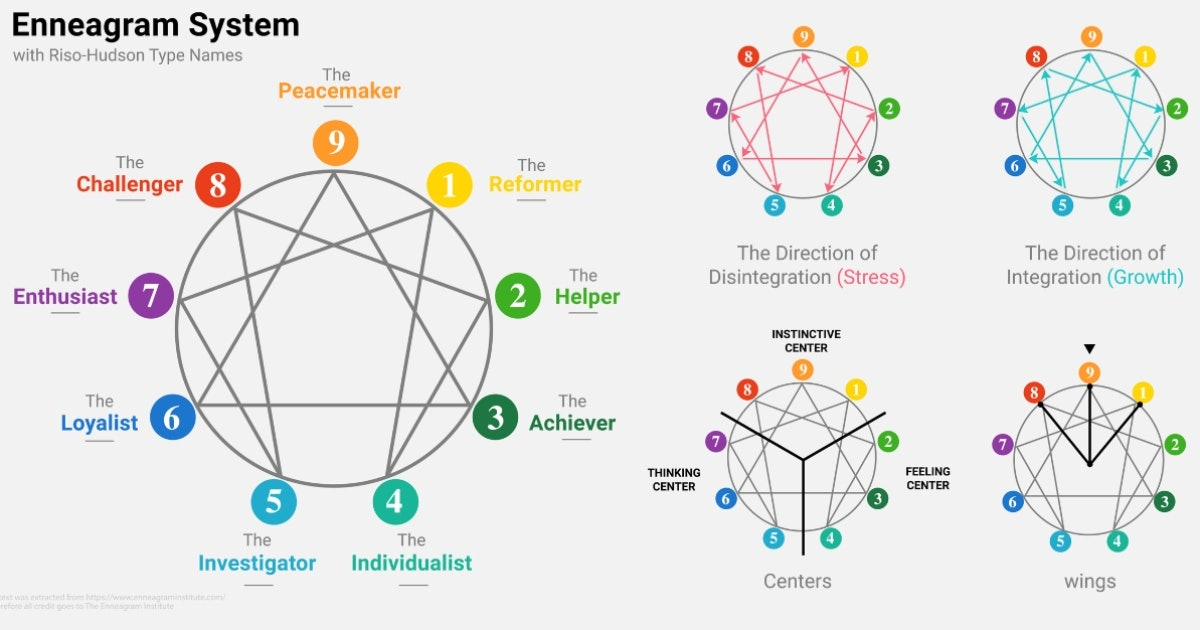 Enneagram System
with Riso-Hudson Type Names
The
Peacemaker
9
The
Challenger
8
1
The
Reformer
The
Enthusiast
7
2
The
Helper
The
Loyalist
6
3
The
Achiever
5
4
The
Investigator
The
Individualist
text was extracted from https://www.enneagraminstitute.com/
refore all credit goes to The Enneagram Institute
9
8
1
7
2
6
3
5
4
The Direction of
Disintegration (Stress)
9
8
1
7
2
6
3
5
4
The Direction of
Integration (Growth)
INSTINCTIVE
CENTER
9
8
1
7
2
THINKING
CENTER
FEELING
CENTER
6
3
5
4
Centers
9
8
1
7
2
6
3
5
4
wings